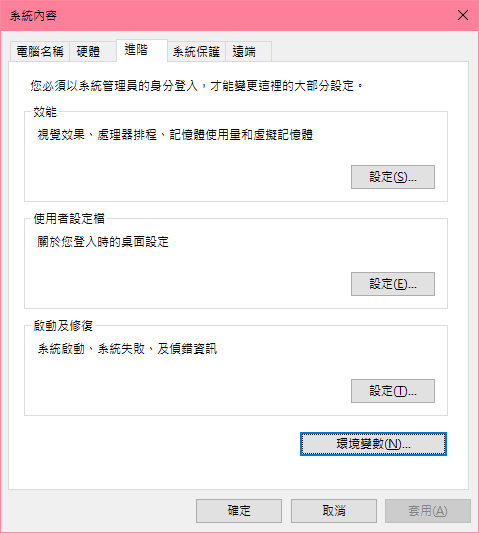 系統內容
電腦名稱 硬體 進階 系統保護 遠端
您必須以系統管理員的身分登入，才能變更這裡的大部分設定。
效能
視覺效果、處理器排程、記憶體使用量和虛擬記憶體
設定(S)...
使用者設定檔
關於您登入時的桌面設定
設定(E)...
啟動及修復
系統啟動、系統失敗、及偵錯資訊
設定(T)...
環境變數(N)...
確定 取消 套用(A)